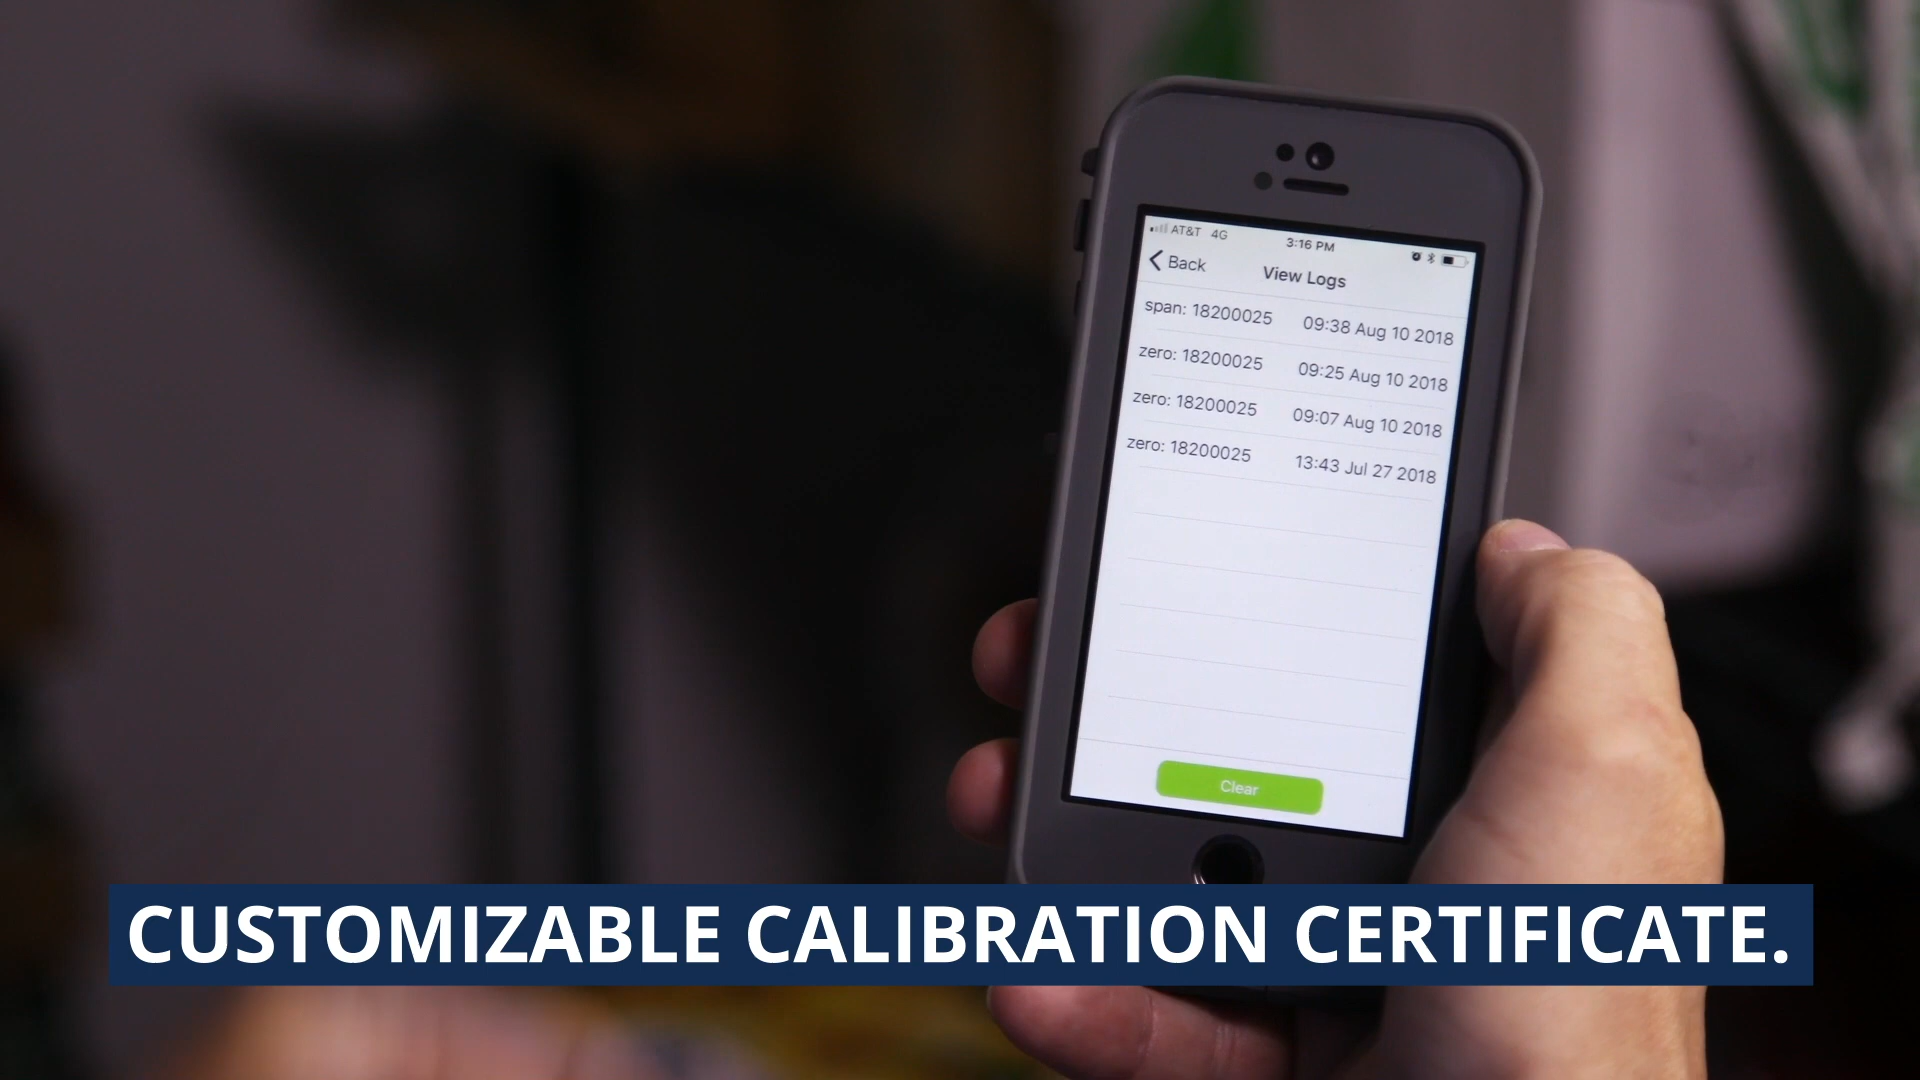 AT&T 4G 3:16 PM
Back View Logs
span: 18200025 09:38 Aug 10 2018
zero: 18200025 09:25 Aug 10 2018
zero: 18200025 09:07 Aug 10 2018
zero: 18200025 13:43 Jul 27 2018
Clear
CUSTOMIZABLE CALIBRATION CERTIFICATE.